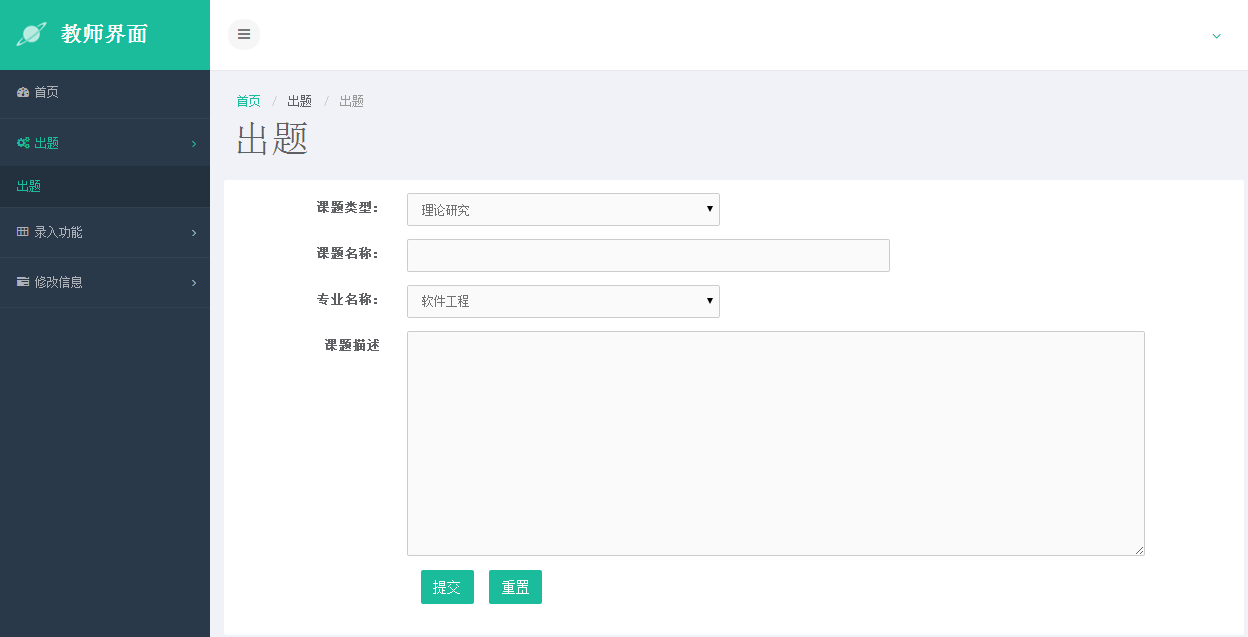 教师界面
首页
出题
出题
录入功能
修改信息
首页 / 出题 / 出题
出题
课题类型： 理论研究
课题名称：
专业名称： 软件工程
课题描述
提交 重置